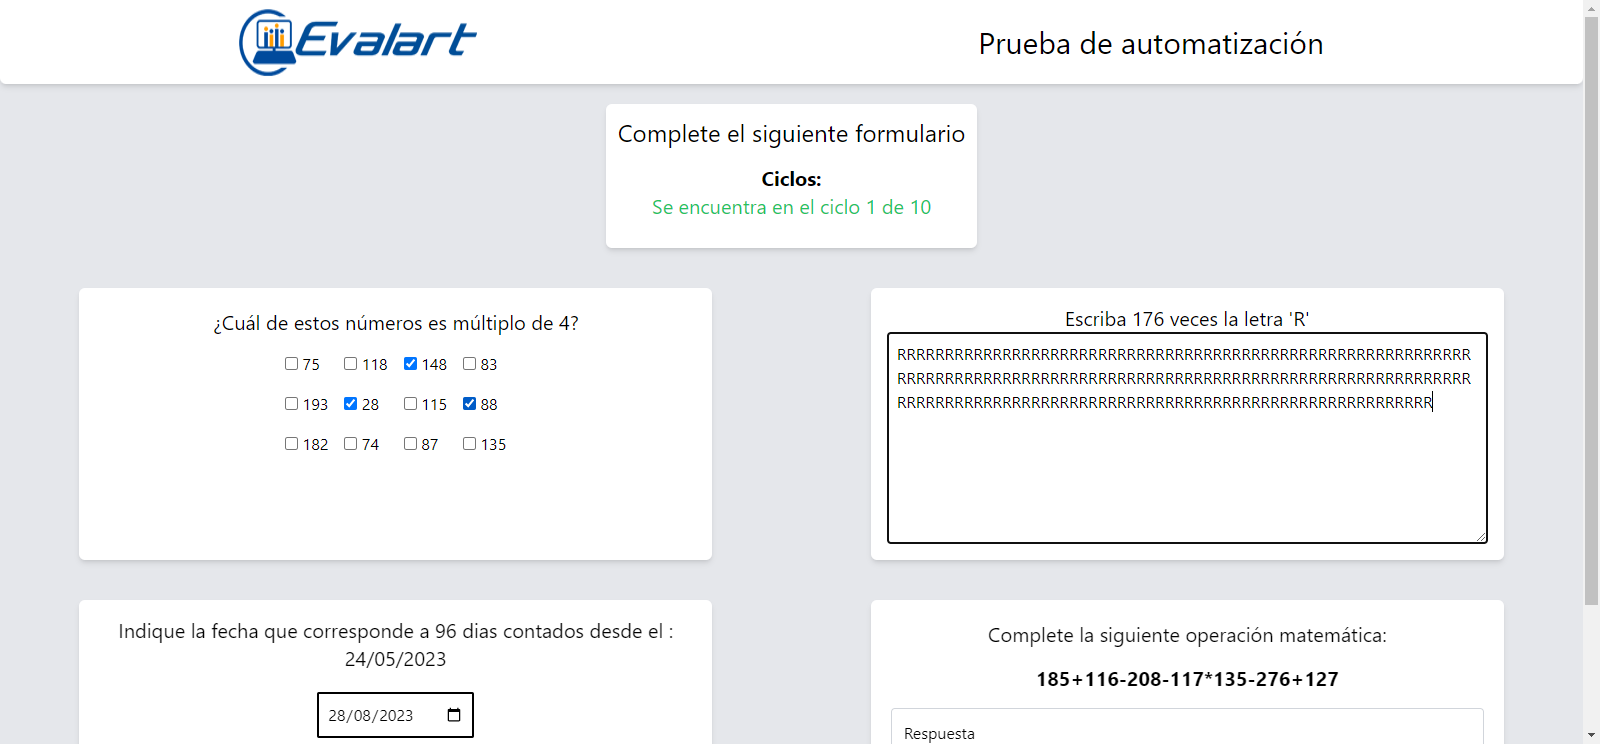 Evalart
Prueba de automatización
Complete el siguiente formulario
Ciclos:
Se encuentra en el ciclo 1 de 10
¿Cuál de estos números es múltiplo de 4?
75 118 148 83
193 28 115 88
182 74 87 135
Escriba 176 veces la letra 'R'
RRRRRRRRRRRRRRRRRRRRRRRRRRRRRRRRRRRRRRRRRRRRRRRRRRRRRRRRRRRR
RRRRRRRRRRRRRRRRRRRRRRRRRRRRRRRRRRRRRRRRRRRRRRRRRRRRRRRRRRRR
RRRRRRRRRRRRRRRRRRRRRRRRRRRRRRRRRRRRRRRRRRRRRRRRRRRRRRRR
Indique la fecha que corresponde a 96 dias contados desde el :
24/05/2023
28/08/2023
Complete la siguiente operación matemática:
185+116-208-117*135-276+127
Respuesta